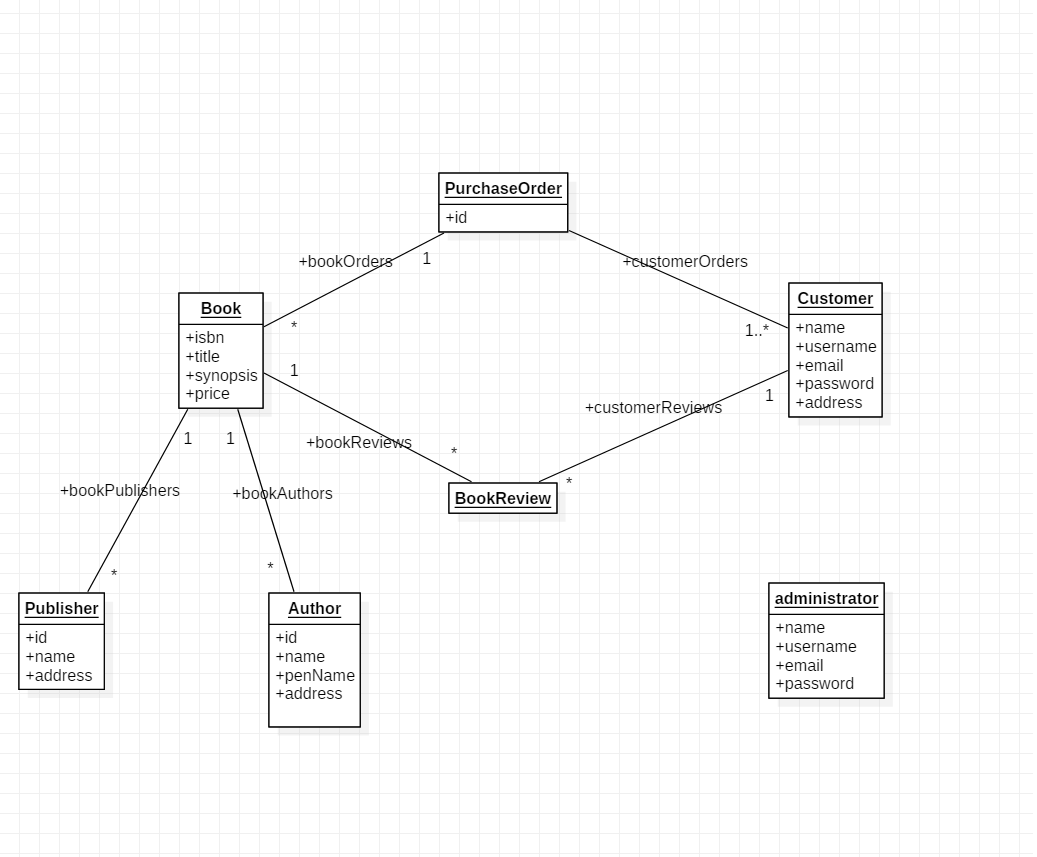 PurchaseOrder
+id
+bookOrders
1
*
+customerOrders
1..*
Book
+isbn
+title
+synopsis
+price
Customer
+name
+username
+email
+password
+address
1
+bookReviews
*
1
+customerReviews
*
BookReview
1
+bookPublishers
*
1
+bookAuthors
*
Publisher
+id
+name
+address
Author
+id
+name
+penName
+address
administrator
+name
+username
+email
+password